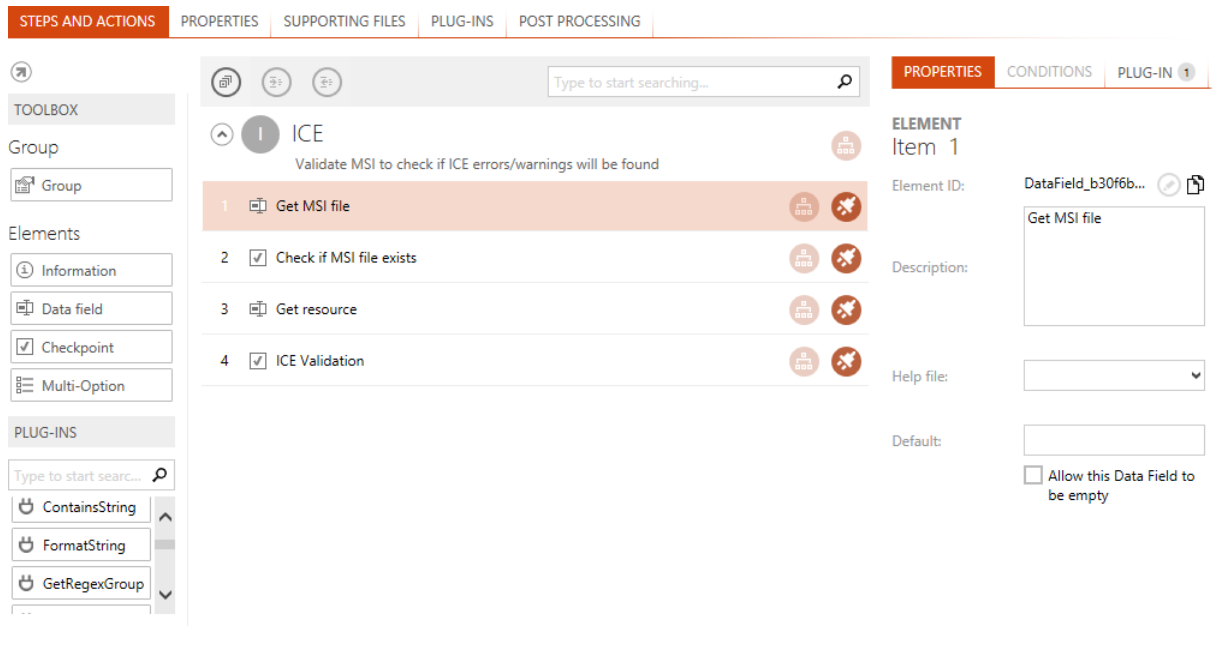 STEPS AND ACTIONS
PROPERTIES
SUPPORTING FILES
PLUG-INS
POST PROCESSING
TOOLBOX
Group
Group
Elements
Information
Data field
Checkpoint
Multi-Option
PLUG-INS
Type to start searc...
ContainsString
FormatString
GetRegexGroup
Type to start searching...
I ICE
Validate MSI to check if ICE errors/warnings will be found
1 Get MSI file
2 Check if MSI file exists
3 Get resource
4 ICE Validation
PROPERTIES
CONDITIONS
PLUG-IN 1
ELEMENT
Item 1
Element ID: DataField_b30f6b...
Description: Get MSI file
Help file:
Default:
Allow this Data Field to
be empty